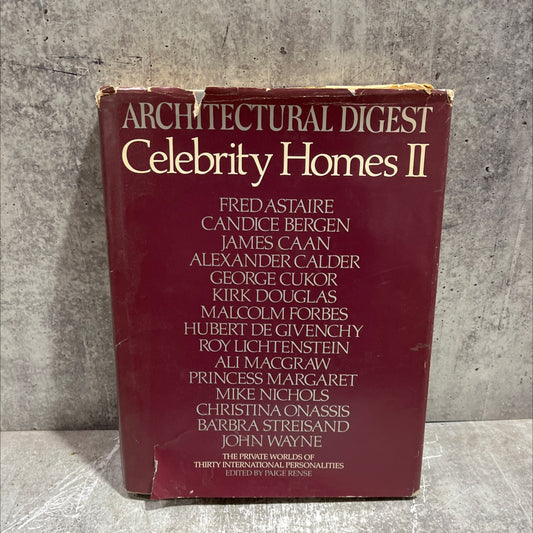 ARCHITECTURAL DIGEST
Celebrity Homes II
FRED ASTAIRE
CANDICE BERGEN
JAMES CAAN
ALEXANDER CALDER
GEORGE CUKOR
KIRK DOUGLAS
MALCOLM FORBES
HUBERT DE GIVENCHY
ROY LICHTENSTEIN
ALI MACGRAW
PRINCESS MARGARET
MIKE NICHOLS
CHRISTINA ONASSIS
BARBRA STREISAND
JOHN WAYNE
THE PRIVATE WORLDS OF
THIRTY INTERNATIONAL PERSONALITIES
EDITED BY PAIGE RENSE